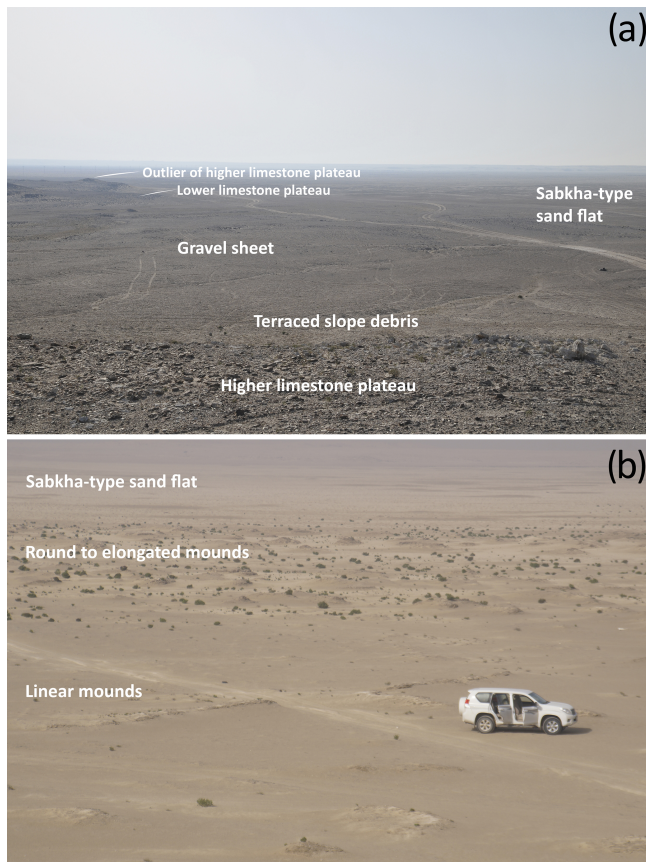 (a)
Outlier of higher limestone plateau
Lower limestone plateau
Sabkha-type
sand flat
Gravel sheet
Terraced slope debris
Higher limestone plateau
(b)
Sabkha-type sand flat
Round to elongated mounds
Linear mounds